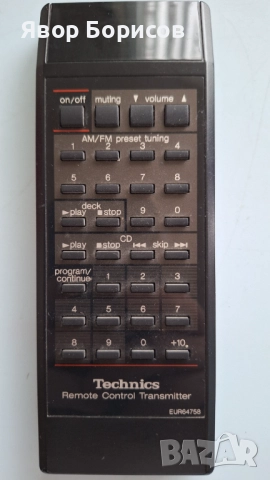 Явор Борисов
on/off muting ▼ volume ▲
AM/FM preset tuning
1 2 3 4
5 6 7 8
deck
►play ■stop 9 0
CD
►play ■stop I◄◄ skip ►►I
program/
continue 1 2 3
4 5 6 7
8 9 0 +10
Technics
Remote Control Transmitter
EUR64758
BAZAR